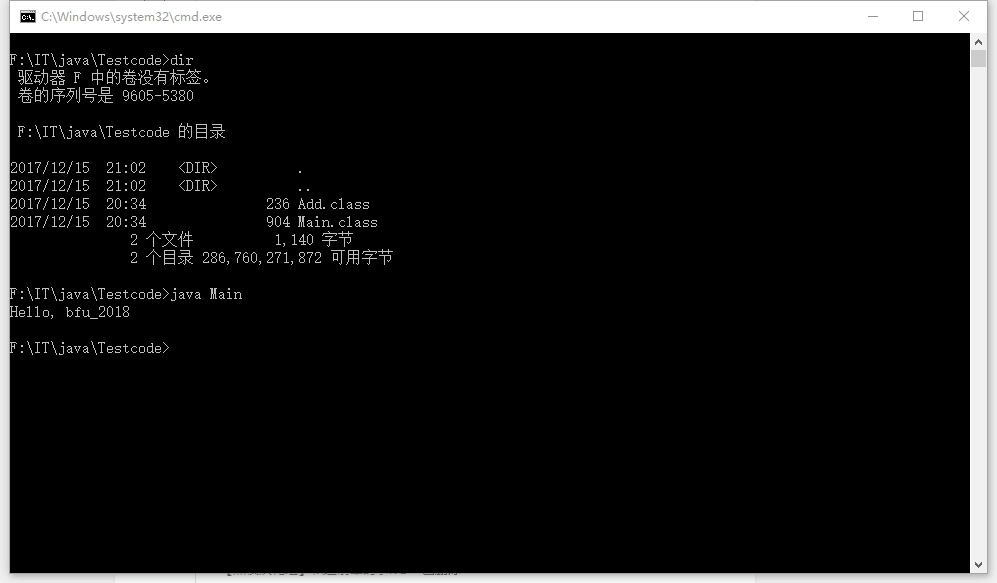 C:\Windows\system32\cmd.exe
F:\IT\java\Testcode>dir
驱动器 F 中的卷没有标签。
卷的序列号是 9605-5380
F:\IT\java\Testcode 的目录
2017/12/15  21:02    <DIR>          .
2017/12/15  21:02    <DIR>          ..
2017/12/15  20:34               236 Add.class
2017/12/15  20:34               904 Main.class
2 个文件          1,140 字节
2 个目录 286,760,271,872 可用字节
F:\IT\java\Testcode>java Main
Hello, bfu_2018
F:\IT\java\Testcode>